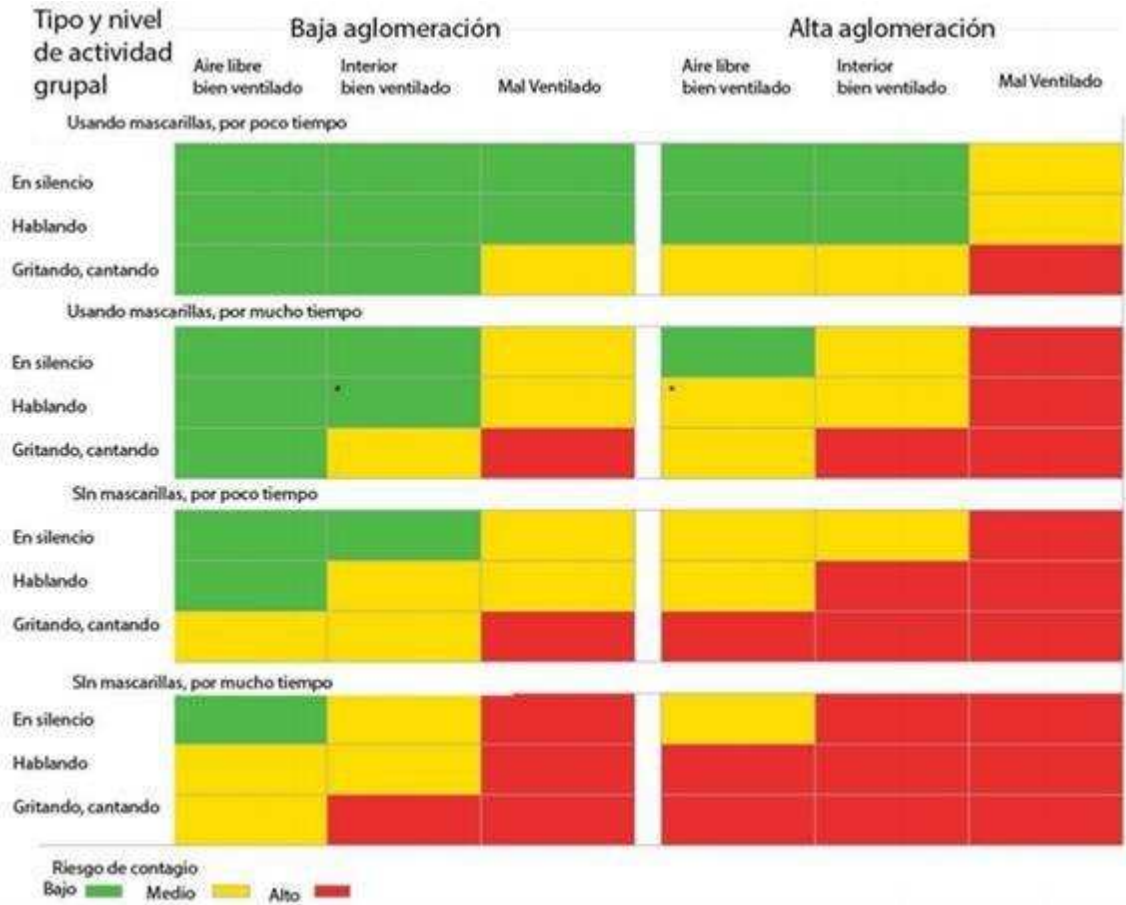 Tipo y nivel
de actividad
grupal
Baja aglomeración
Alta aglomeración
Aire libre
bien ventilado
Interior
bien ventilado
Mal Ventilado
Aire libre
bien ventilado
Interior
bien ventilado
Mal Ventilado
Usando mascarillas, por poco tiempo
En silencio
Hablando
Gritando, cantando
Usando mascarillas, por mucho tiempo
En silencio
Hablando
Gritando, cantando
SIn mascarillas, por poco tiempo
En silencio
Hablando
Gritando, cantando
SIn mascarillas, por mucho tiempo
En silencio
Hablando
Gritando, cantando
Riesgo de contagio
Bajo Medio Alto